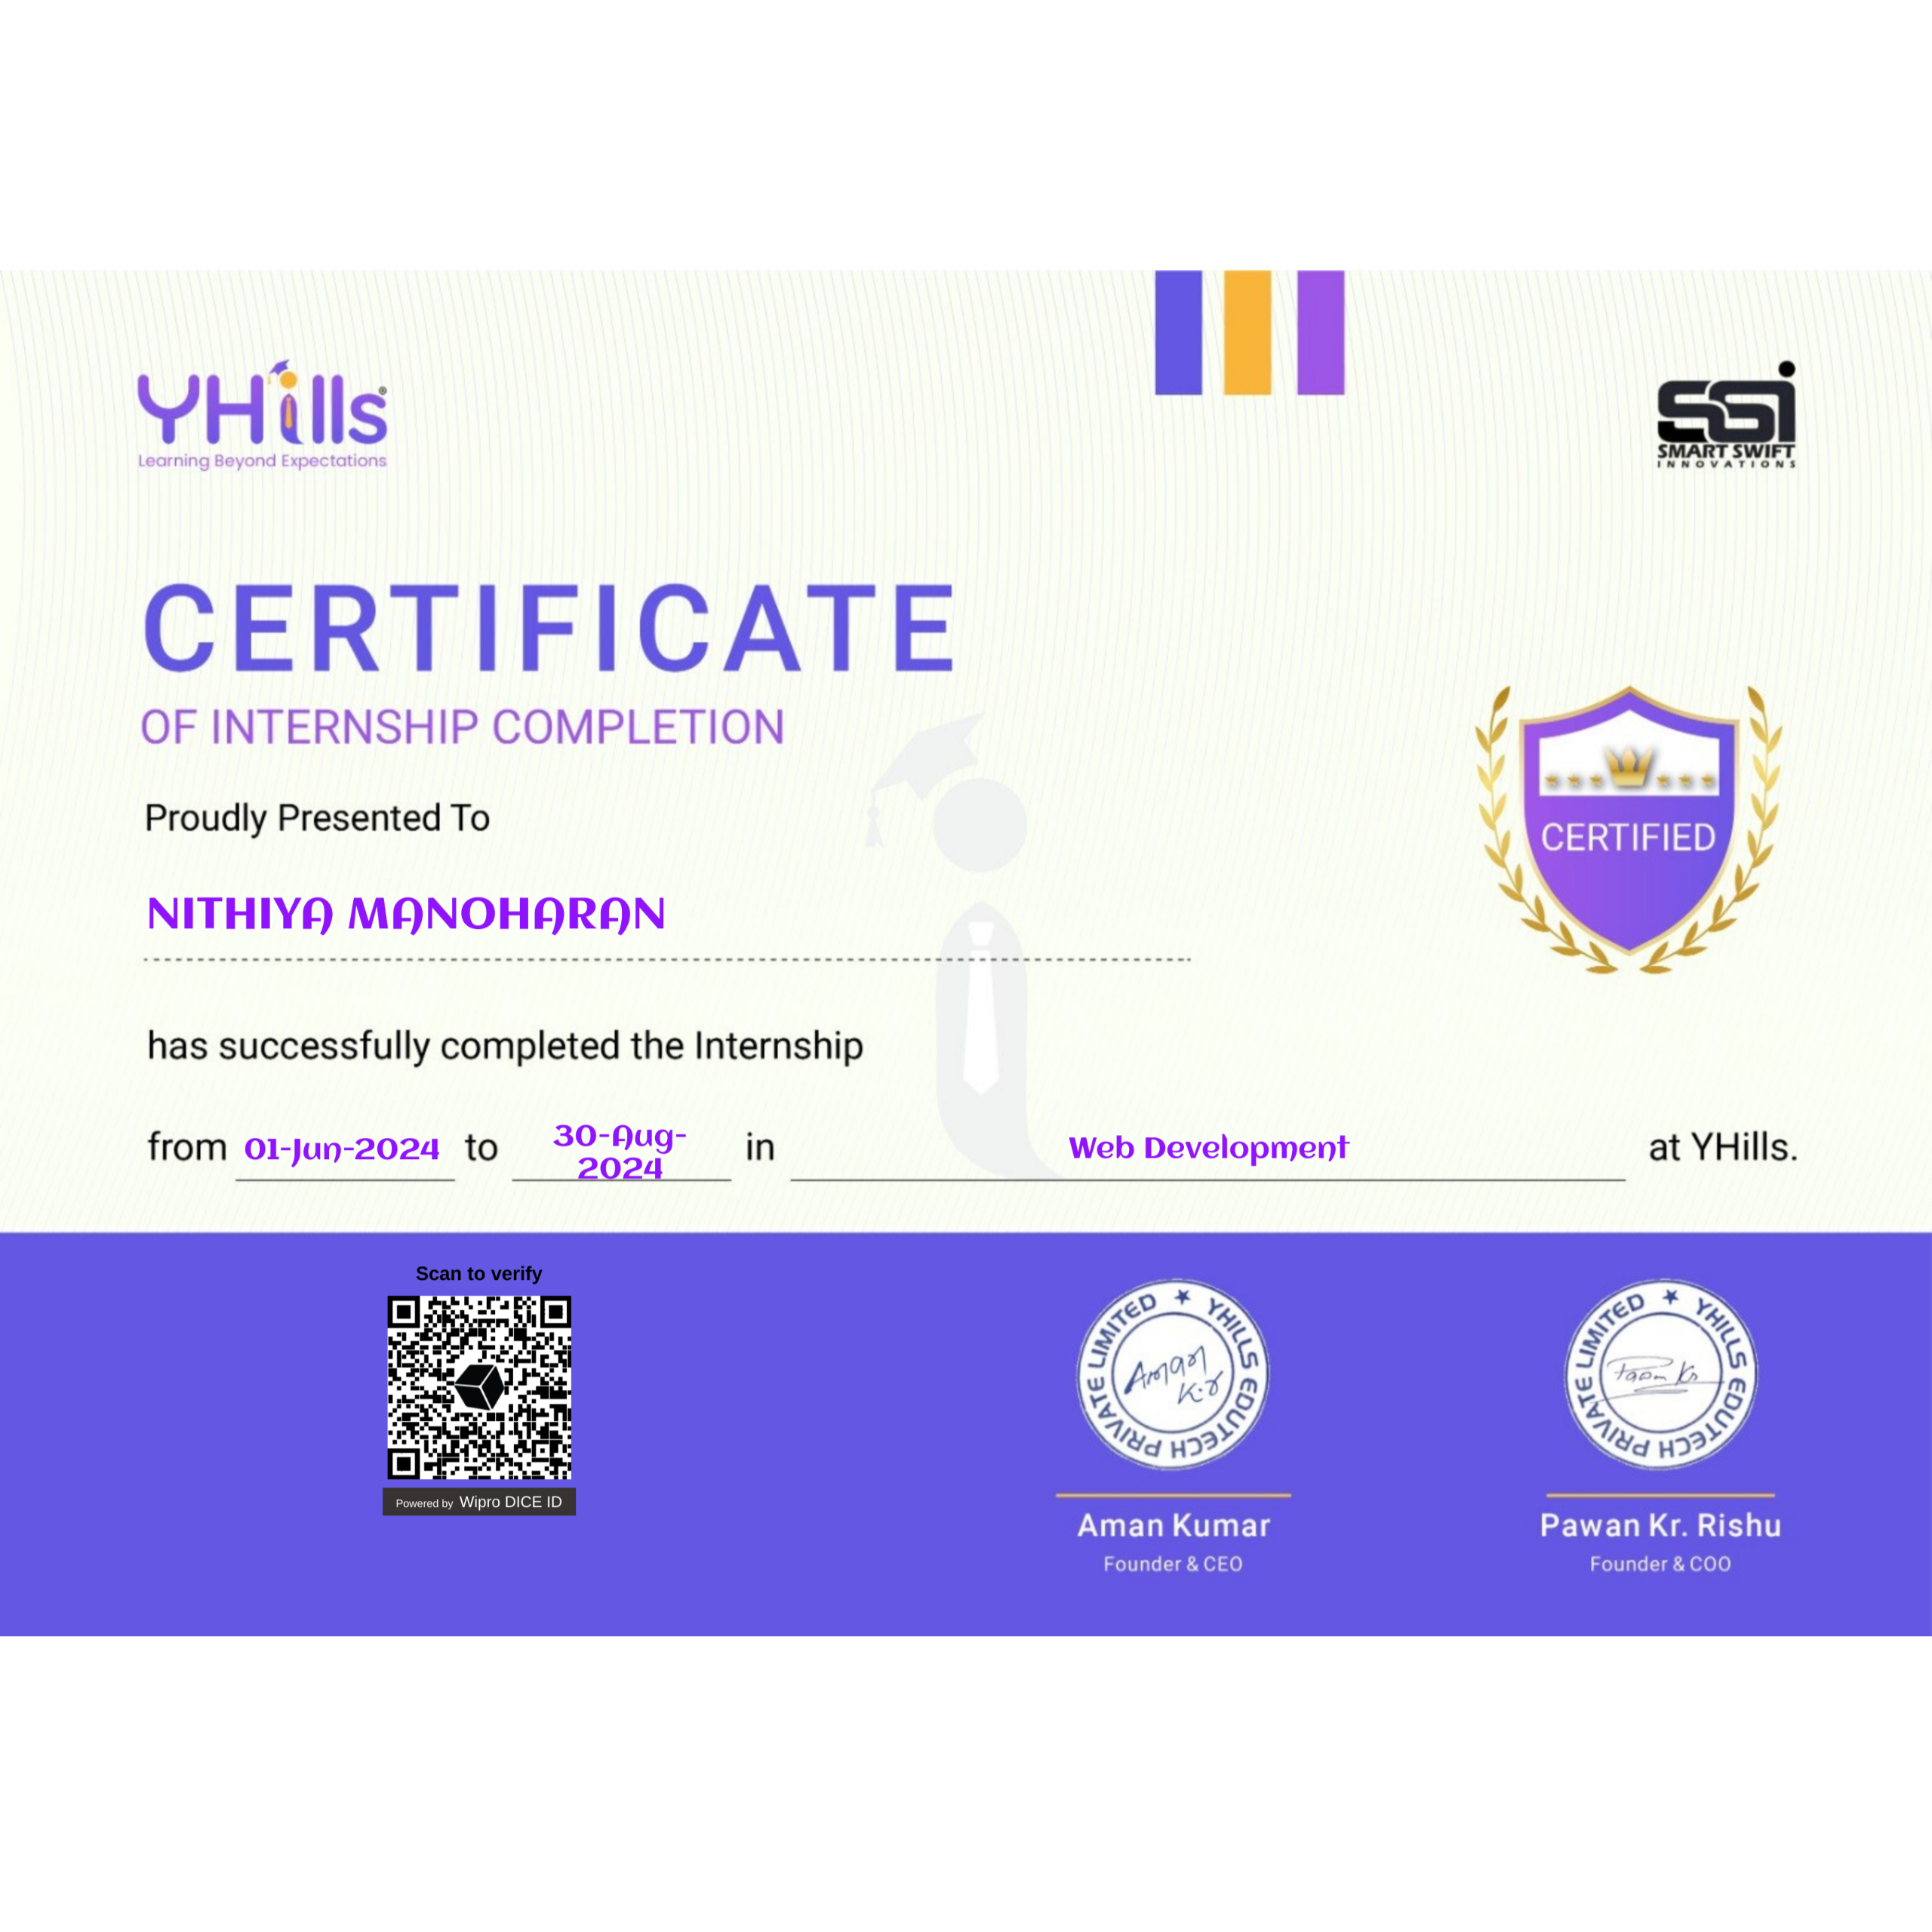 YHills®
Learning Beyond Expectations
SSi
SMART SWIFT
INNOVATIONS
CERTIFICATE
OF INTERNSHIP COMPLETION
Proudly Presented To
NITHIYA MANOHARAN
CERTIFIED
has successfully completed the Internship
from 01-Jun-2024 to 30-Aug-
2024 in Web Development at YHills.
Scan to verify
Powered by Wipro DICE ID
YHILLS EDUTECH PRIVATE LIMITED
Aman K.r
YHILLS EDUTECH PRIVATE LIMITED
Aman Kumar
Founder & CEO
Pawan Kr. Rishu
Founder & COO